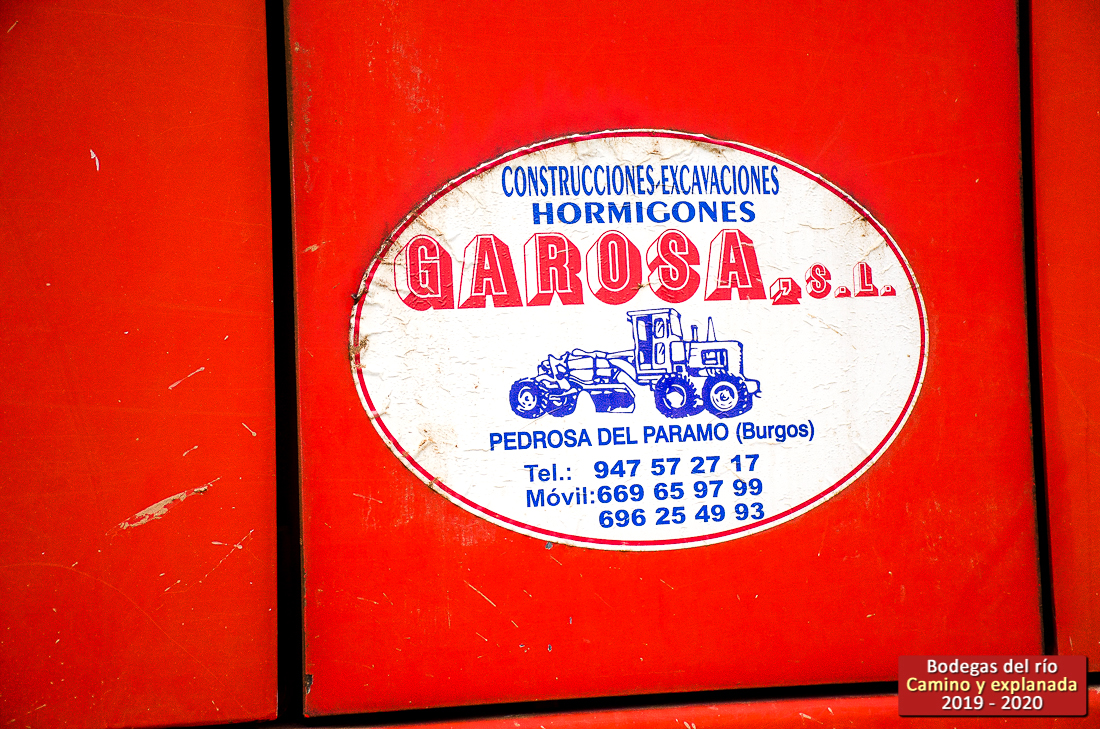 CONSTRUCCIONES-EXCAVACIONES
HORMIGONES
GAROSA, S.L.
PEDROSA DEL PARAMO (Burgos)
Tel.: 947 57 27 17
Móvil: 669 65 97 99
696 25 49 93
Bodegas del río
Camino y explanada
2019 - 2020